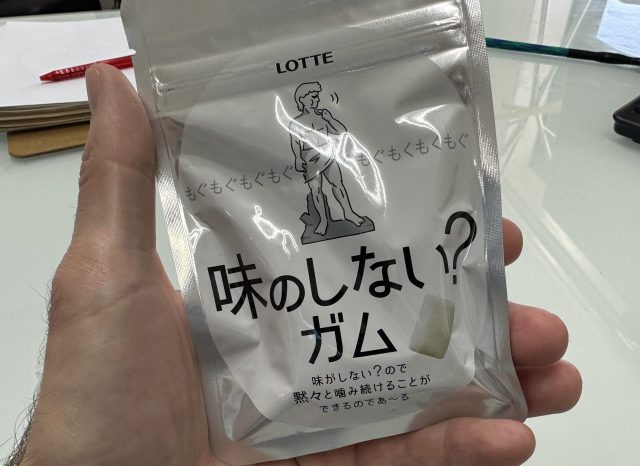 LOTTE
もぐもぐもぐもぐ もぐもぐもぐもぐ
味のしない?
ガム
味がしない?ので
黙々と噛み続けることが
できるのであ〜る